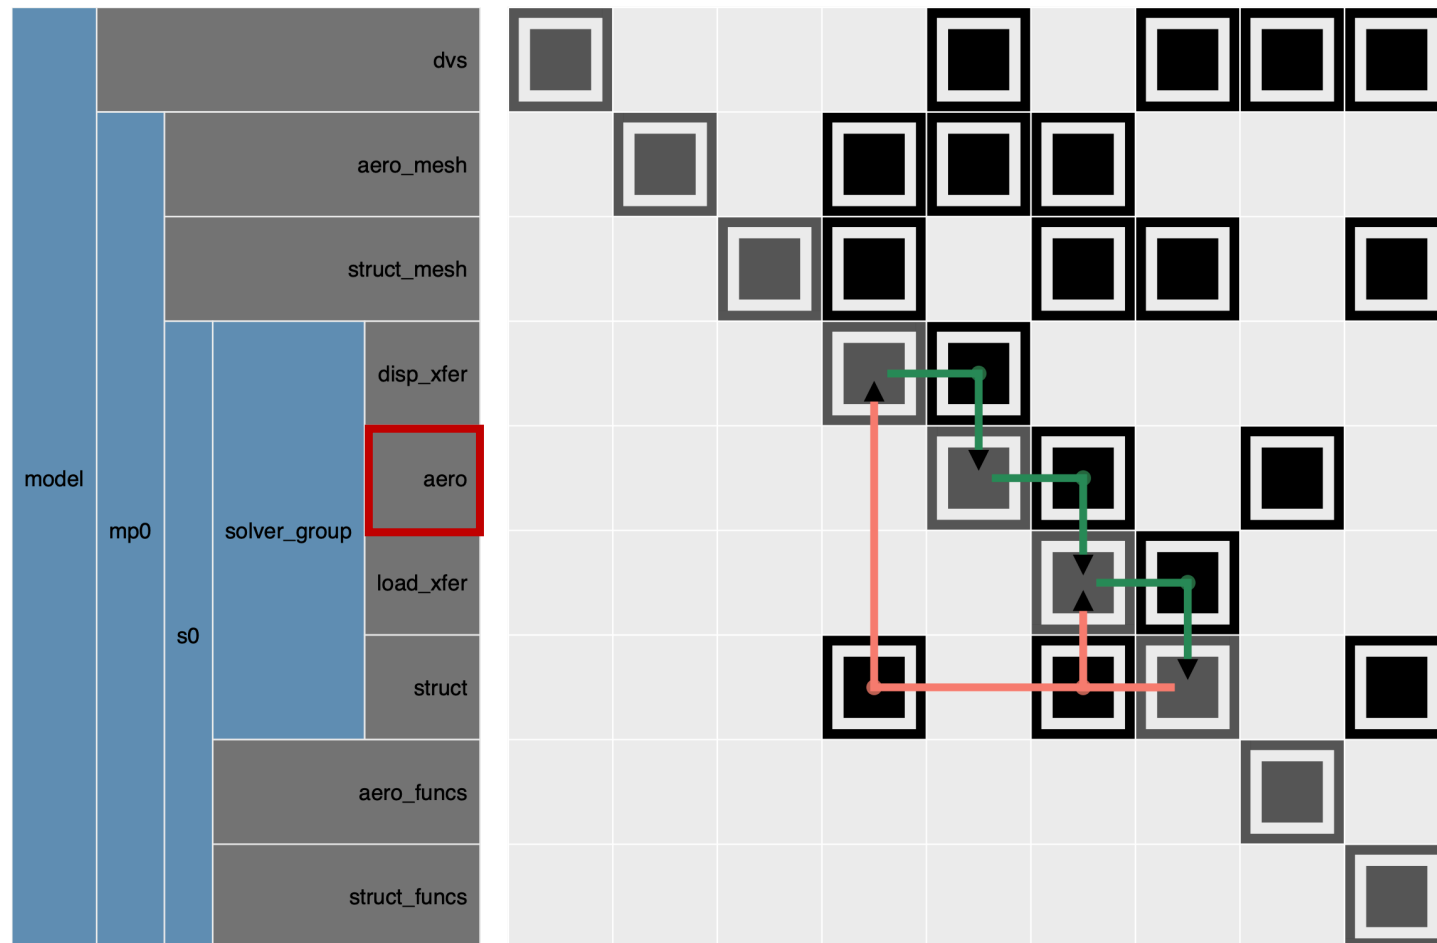 dvs
aero_mesh
struct_mesh
disp_xfer
model
aero
mp0
solver_group
load_xfer
s0
struct
aero_funcs
struct_funcs